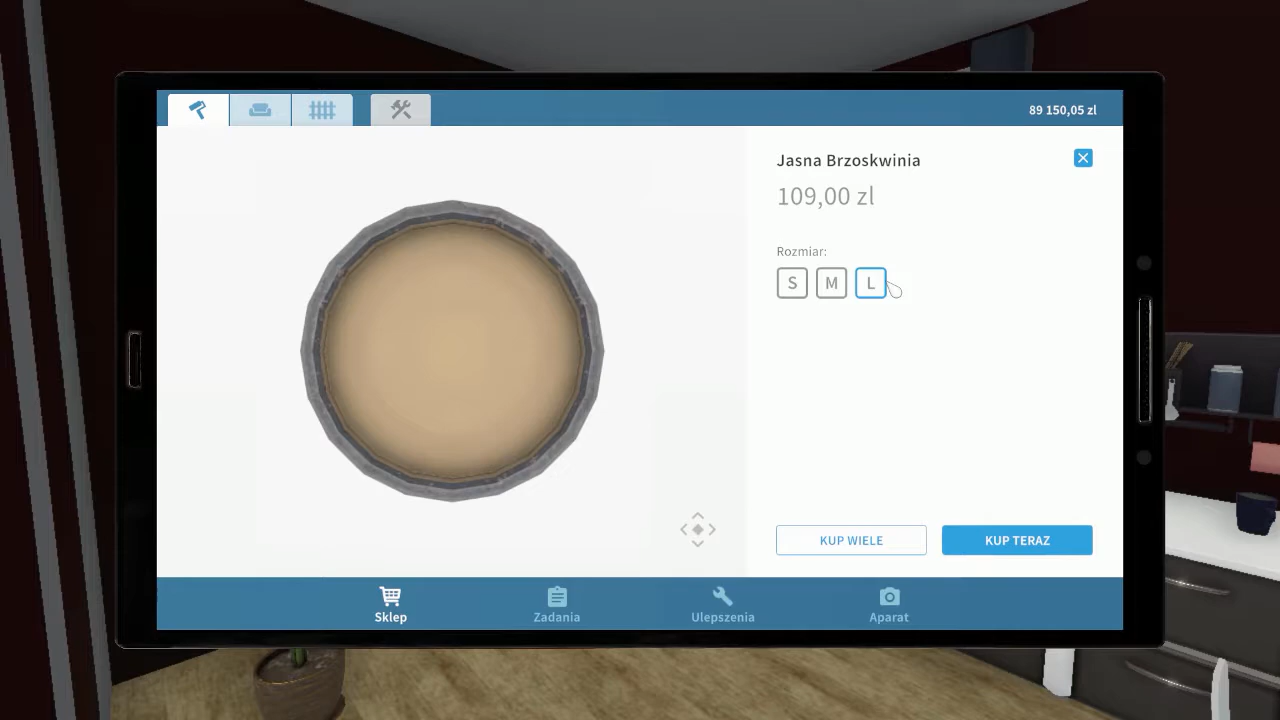 89 150,05 zl
Jasna Brzoskwinia
109,00 zl
Rozmiar:
S M L
KUP WIELE KUP TERAZ
Sklep Zadania Ulepszenia Aparat